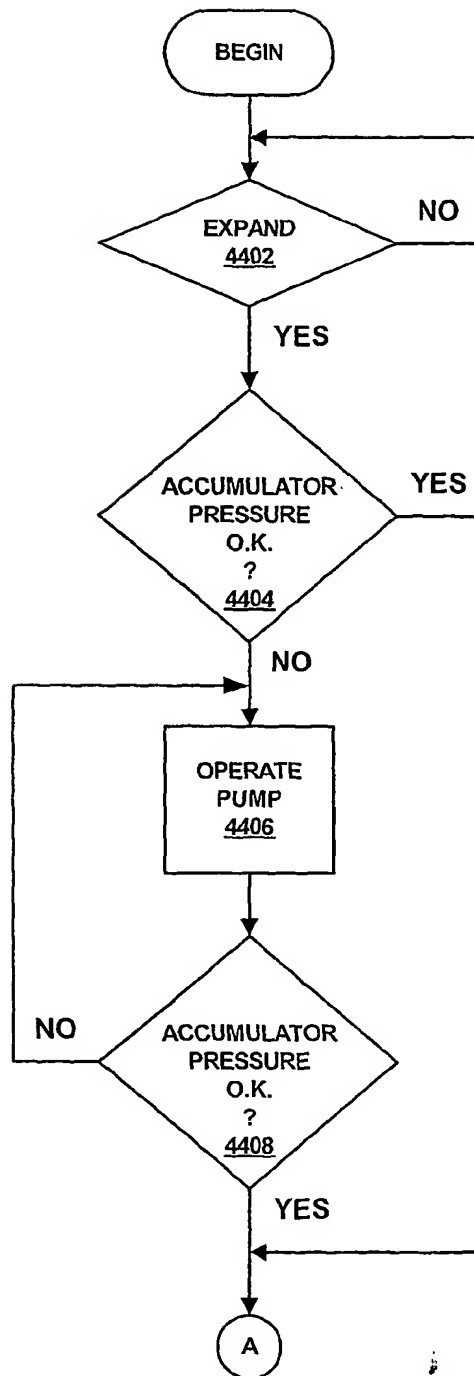 BEGIN
EXPAND
4402
NO
YES
ACCUMULATOR
PRESSURE
O.K.
?
4404
YES
NO
OPERATE
PUMP
4406
ACCUMULATOR
PRESSURE
O.K.
?
4408
NO
YES
A